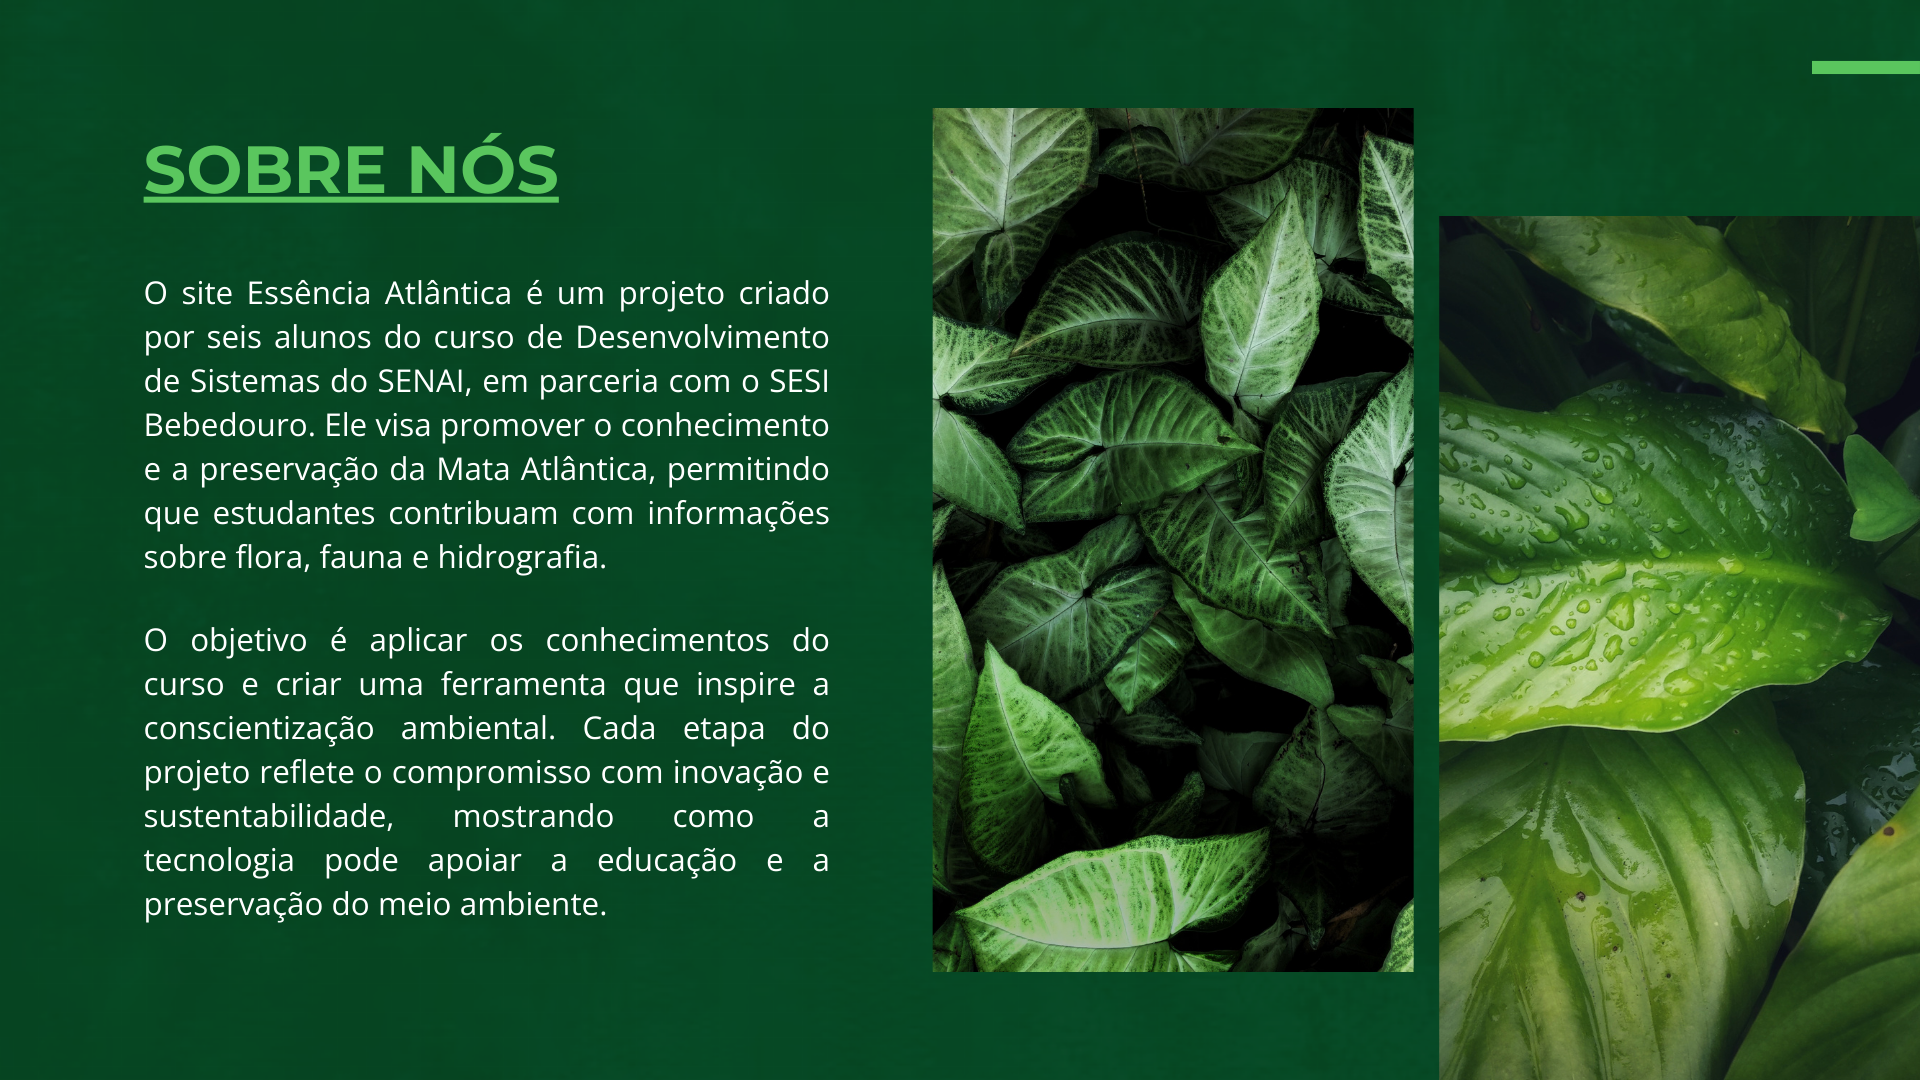 SOBRE NÓS
O site Essência Atlântica é um projeto criado
por seis alunos do curso de Desenvolvimento
de Sistemas do SENAI, em parceria com o SESI
Bebedouro. Ele visa promover o conhecimento
e a preservação da Mata Atlântica, permitindo
que estudantes contribuam com informações
sobre flora, fauna e hidrografia.
O objetivo é aplicar os conhecimentos do
curso e criar uma ferramenta que inspire a
conscientização ambiental. Cada etapa do
projeto reflete o compromisso com inovação e
sustentabilidade, mostrando como a
tecnologia pode apoiar a educação e a
preservação do meio ambiente.